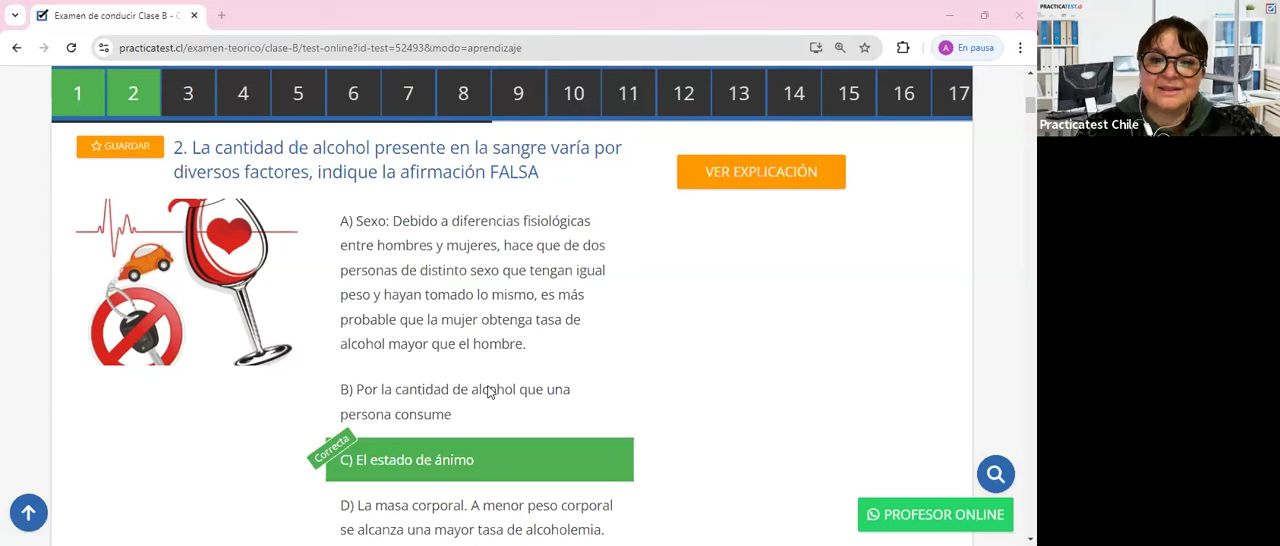 Examen de conducir Clase B - C
practicatest.cl/examen-teorico/clase-B/test-online?id-test=52493&modo=aprendizaje
A En pausa
1 2 3 4 5 6 7 8 9 10 11 12 13 14 15 16 17
GUARDAR
2. La cantidad de alcohol presente en la sangre varía por
diversos factores, indique la afirmación FALSA
VER EXPLICACIÓN
A) Sexo: Debido a diferencias fisiológicas
entre hombres y mujeres, hace que de dos
personas de distinto sexo que tengan igual
peso y hayan tomado lo mismo, es más
probable que la mujer obtenga tasa de
alcohol mayor que el hombre.
B) Por la cantidad de alcohol que una
persona consume
Correcta
C) El estado de ánimo
D) La masa corporal. A menor peso corporal
se alcanza una mayor tasa de alcoholemia.
PROFESOR ONLINE
PRACTICATEST.cl
Practicatest Chile